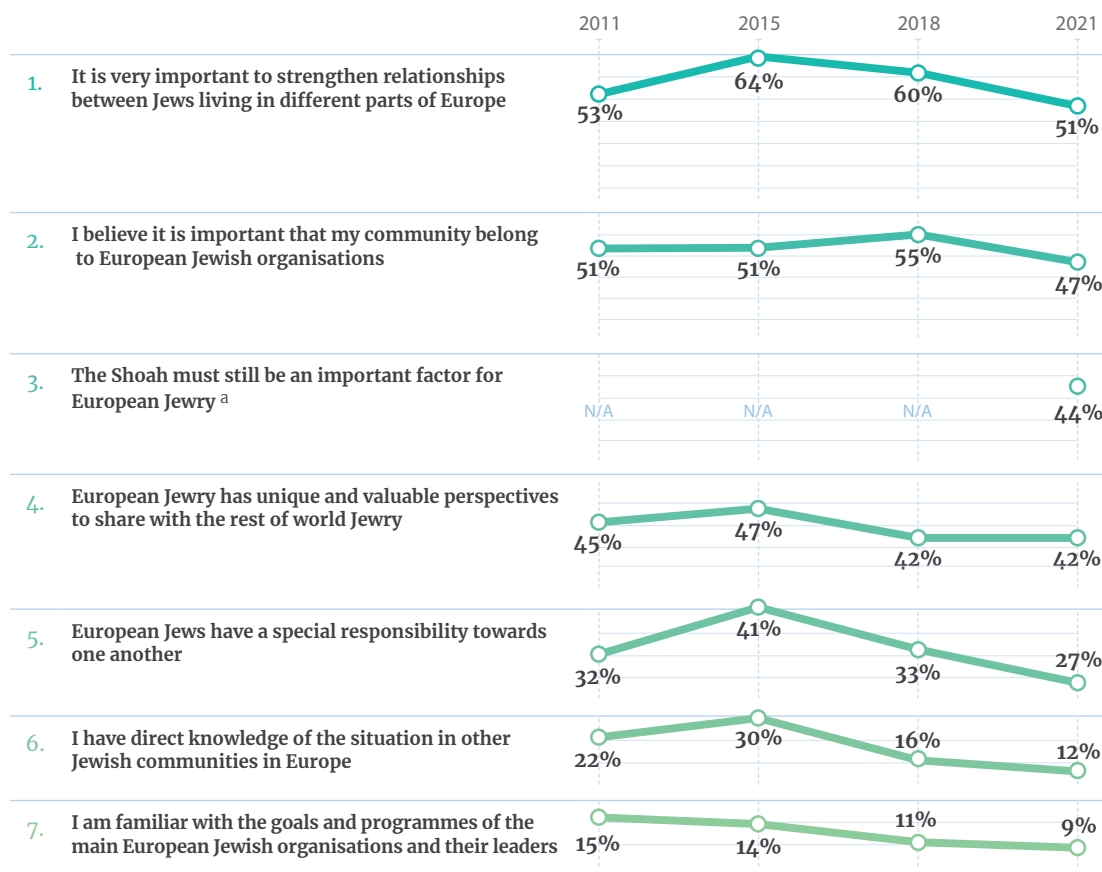 2011 2015 2018 2021
1. It is very important to strengthen relationships
between Jews living in different parts of Europe
53% 64% 60% 51%
2. I believe it is important that my community belong
to European Jewish organisations
51% 51% 55% 47%
3. The Shoah must still be an important factor for
European Jewry a
N/A N/A N/A 44%
4. European Jewry has unique and valuable perspectives
to share with the rest of world Jewry
45% 47% 42% 42%
5. European Jews have a special responsibility towards
one another
32% 41% 33% 27%
6. I have direct knowledge of the situation in other
Jewish communities in Europe
22% 30% 16% 12%
7. I am familiar with the goals and programmes of the
main European Jewish organisations and their leaders
15% 14% 11% 9%